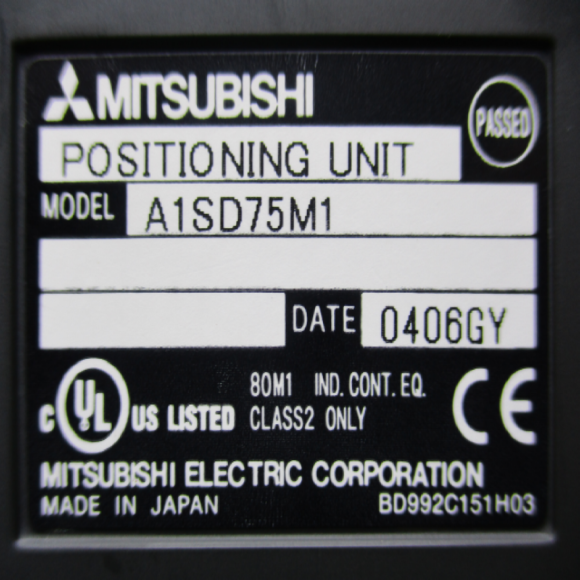 MITSUBISHI
PASSED
POSITIONING UNIT
MODEL A1SD75M1
DATE 0406GY
C UL US LISTED
80M1 IND. CONT. EQ.
CLASS2 ONLY
CE
MITSUBISHI ELECTRIC CORPORATION
MADE IN JAPAN BD992C151H03